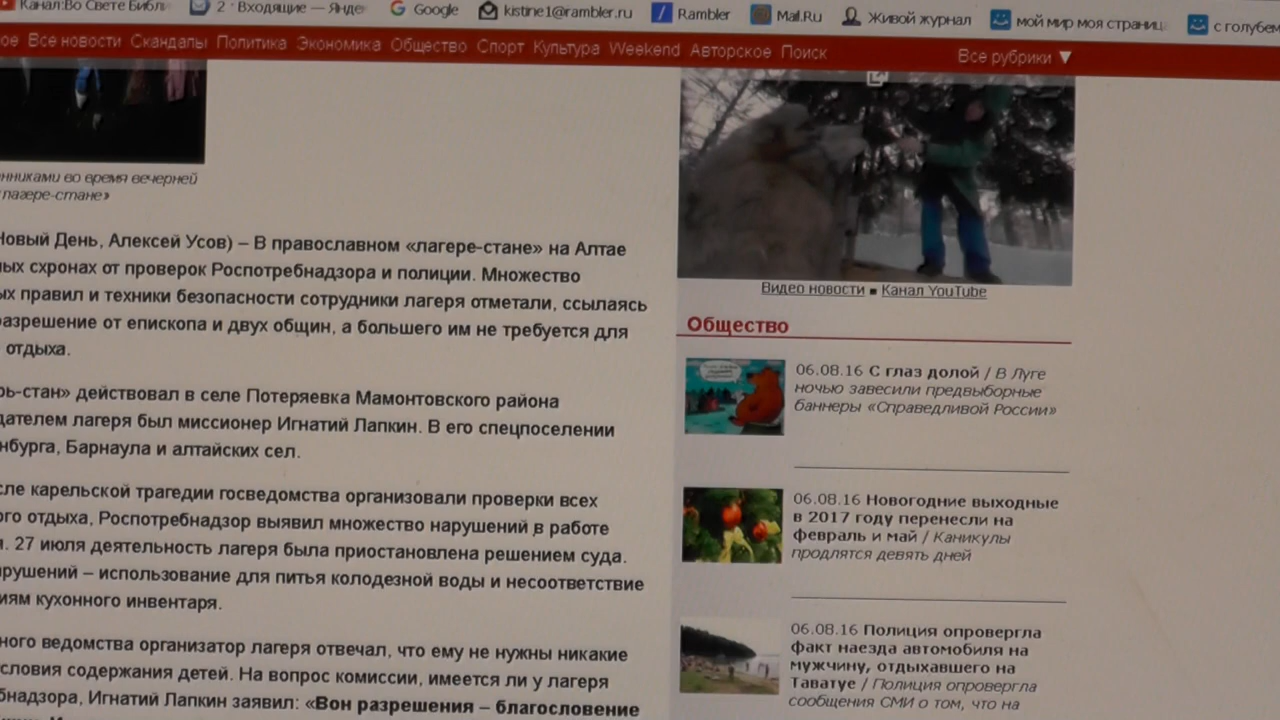 Канал:Во Свете Библ 2 · Входящие — Янде Google kistine1@rambler.ru Rambler Mail.Ru Живой журнал мой мир моя страниц с голубем
ое Все новости Скандалы Политика Экономика Общество Спорт Культура Weekend Авторское Поиск Все рубрики ▼
нниками во время вечерней
лагере-стане»
Новый День, Алексей Усов) – В православном «лагере-стане» на Алтае
ых схронах от проверок Роспотребнадзора и полиции. Множество
ых правил и техники безопасности сотрудники лагеря отметали, ссылаясь
азрешение от епископа и двух общин, а большего им не требуется для
отдыха.
рь-стан» действовал в селе Потеряевка Мамонтовского района
дателем лагеря был миссионер Игнатий Лапкин. В его спецпоселении
нбурга, Барнаула и алтайских сел.
сле карельской трагедии госведомства организовали проверки всех
ого отдыха, Роспотребнадзор выявил множество нарушений в работе
я. 27 июля деятельность лагеря была приостановлена решением суда.
арушений – использование для питья колодезной воды и несоответствие
иям кухонного инвентаря.
ного ведомства организатор лагеря отвечал, что ему не нужны никакие
словия содержания детей. На вопрос комиссии, имеется ли у лагеря
бнадзора, Игнатий Лапкин заявил: «Вон разрешения – благословение
Видео новости ■ Канал YouTube
Общество
06.08.16 С глаз долой / В Луге
ночью завесили предвыборные
баннеры «Справедливой России»
06.08.16 Новогодние выходные
в 2017 году перенесли на
февраль и май / Каникулы
продлятся девять дней
06.08.16 Полиция опровергла
факт наезда автомобиля на
мужчину, отдыхавшего на
Таватуе / Полиция опровергла
сообщения СМИ о том, что на